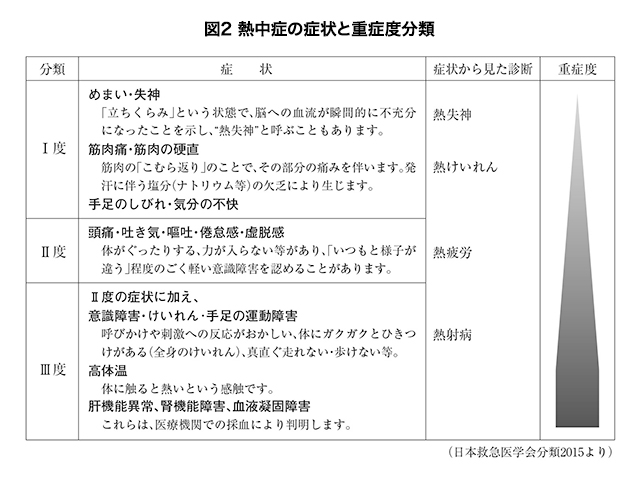 図2 熱中症の症状と重症度分類
分類 症 状 症状から見た診断 重症度
Ⅰ度
めまい・失神
「立ちくらみ」という状態で、脳への血流が瞬間的に不充分
になったことを示し、“熱失神”と呼ぶこともあります。
筋肉痛・筋肉の硬直
筋肉の「こむら返り」のことで、その部分の痛みを伴います。発
汗に伴う塩分(ナトリウム等)の欠乏により生じます。
手足のしびれ・気分の不快
熱失神
熱けいれん
Ⅱ度
頭痛・吐き気・嘔吐・倦怠感・虚脱感
体がぐったりする、力が入らない等があり、「いつもと様子が
違う」程度のごく軽い意識障害を認めることがあります。
熱疲労
Ⅲ度
Ⅱ度の症状に加え、
意識障害・けいれん・手足の運動障害
呼びかけや刺激への反応がおかしい、体にガクガクとひきつ
けがある(全身のけいれん)、真直ぐ走れない・歩けない等。
高体温
体に触ると熱いという感触です。
肝機能異常、腎機能障害、血液凝固障害
これらは、医療機関での採血により判明します。
熱射病
(日本救急医学会分類2015より)